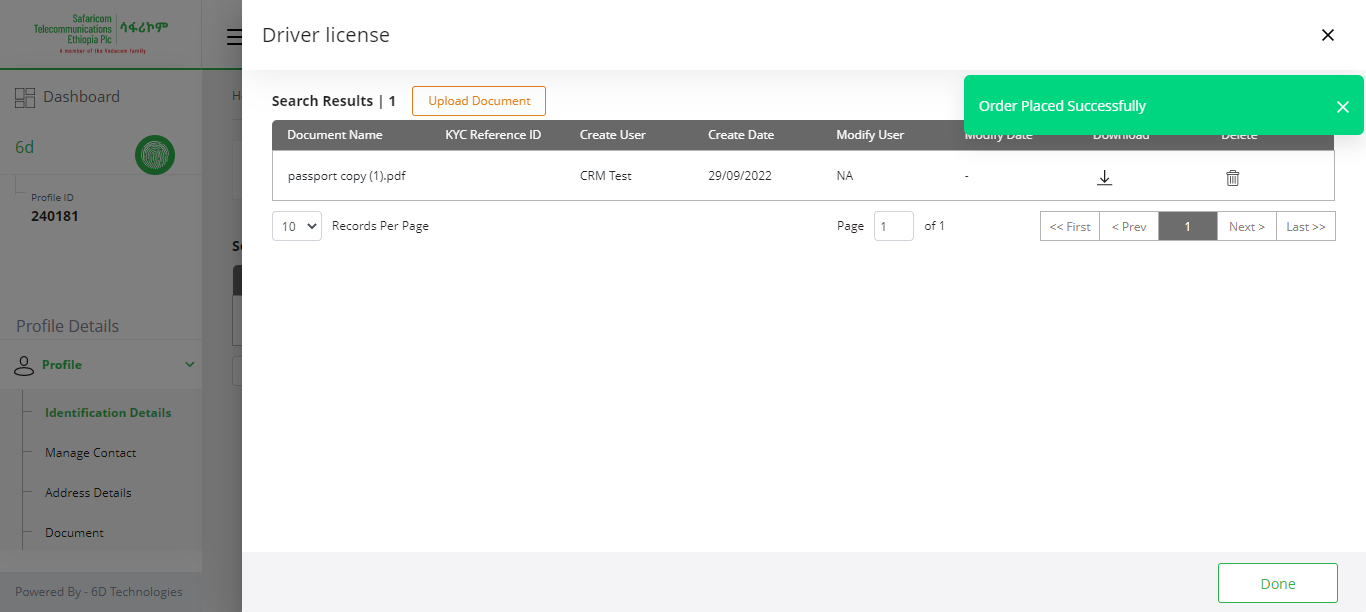 Safaricom
Telecommunications
Ethiopia Plc
ሳፋሪኮም
A member of the Vodacom family
Driver license
Dashboard
Search Results | 1
Upload Document
Order Placed Successfully
Document Name KYC Reference ID Create User Create Date Modify User Modify Date Download Delete
6d
passport copy (1).pdf CRM Test 29/09/2022 NA -
Profile ID
240181
10 Records Per Page Page 1 of 1 << First < Prev 1 Next > Last >>
Profile Details
Profile
Identification Details
Manage Contact
Address Details
Document
Powered By - 6D Technologies
Done